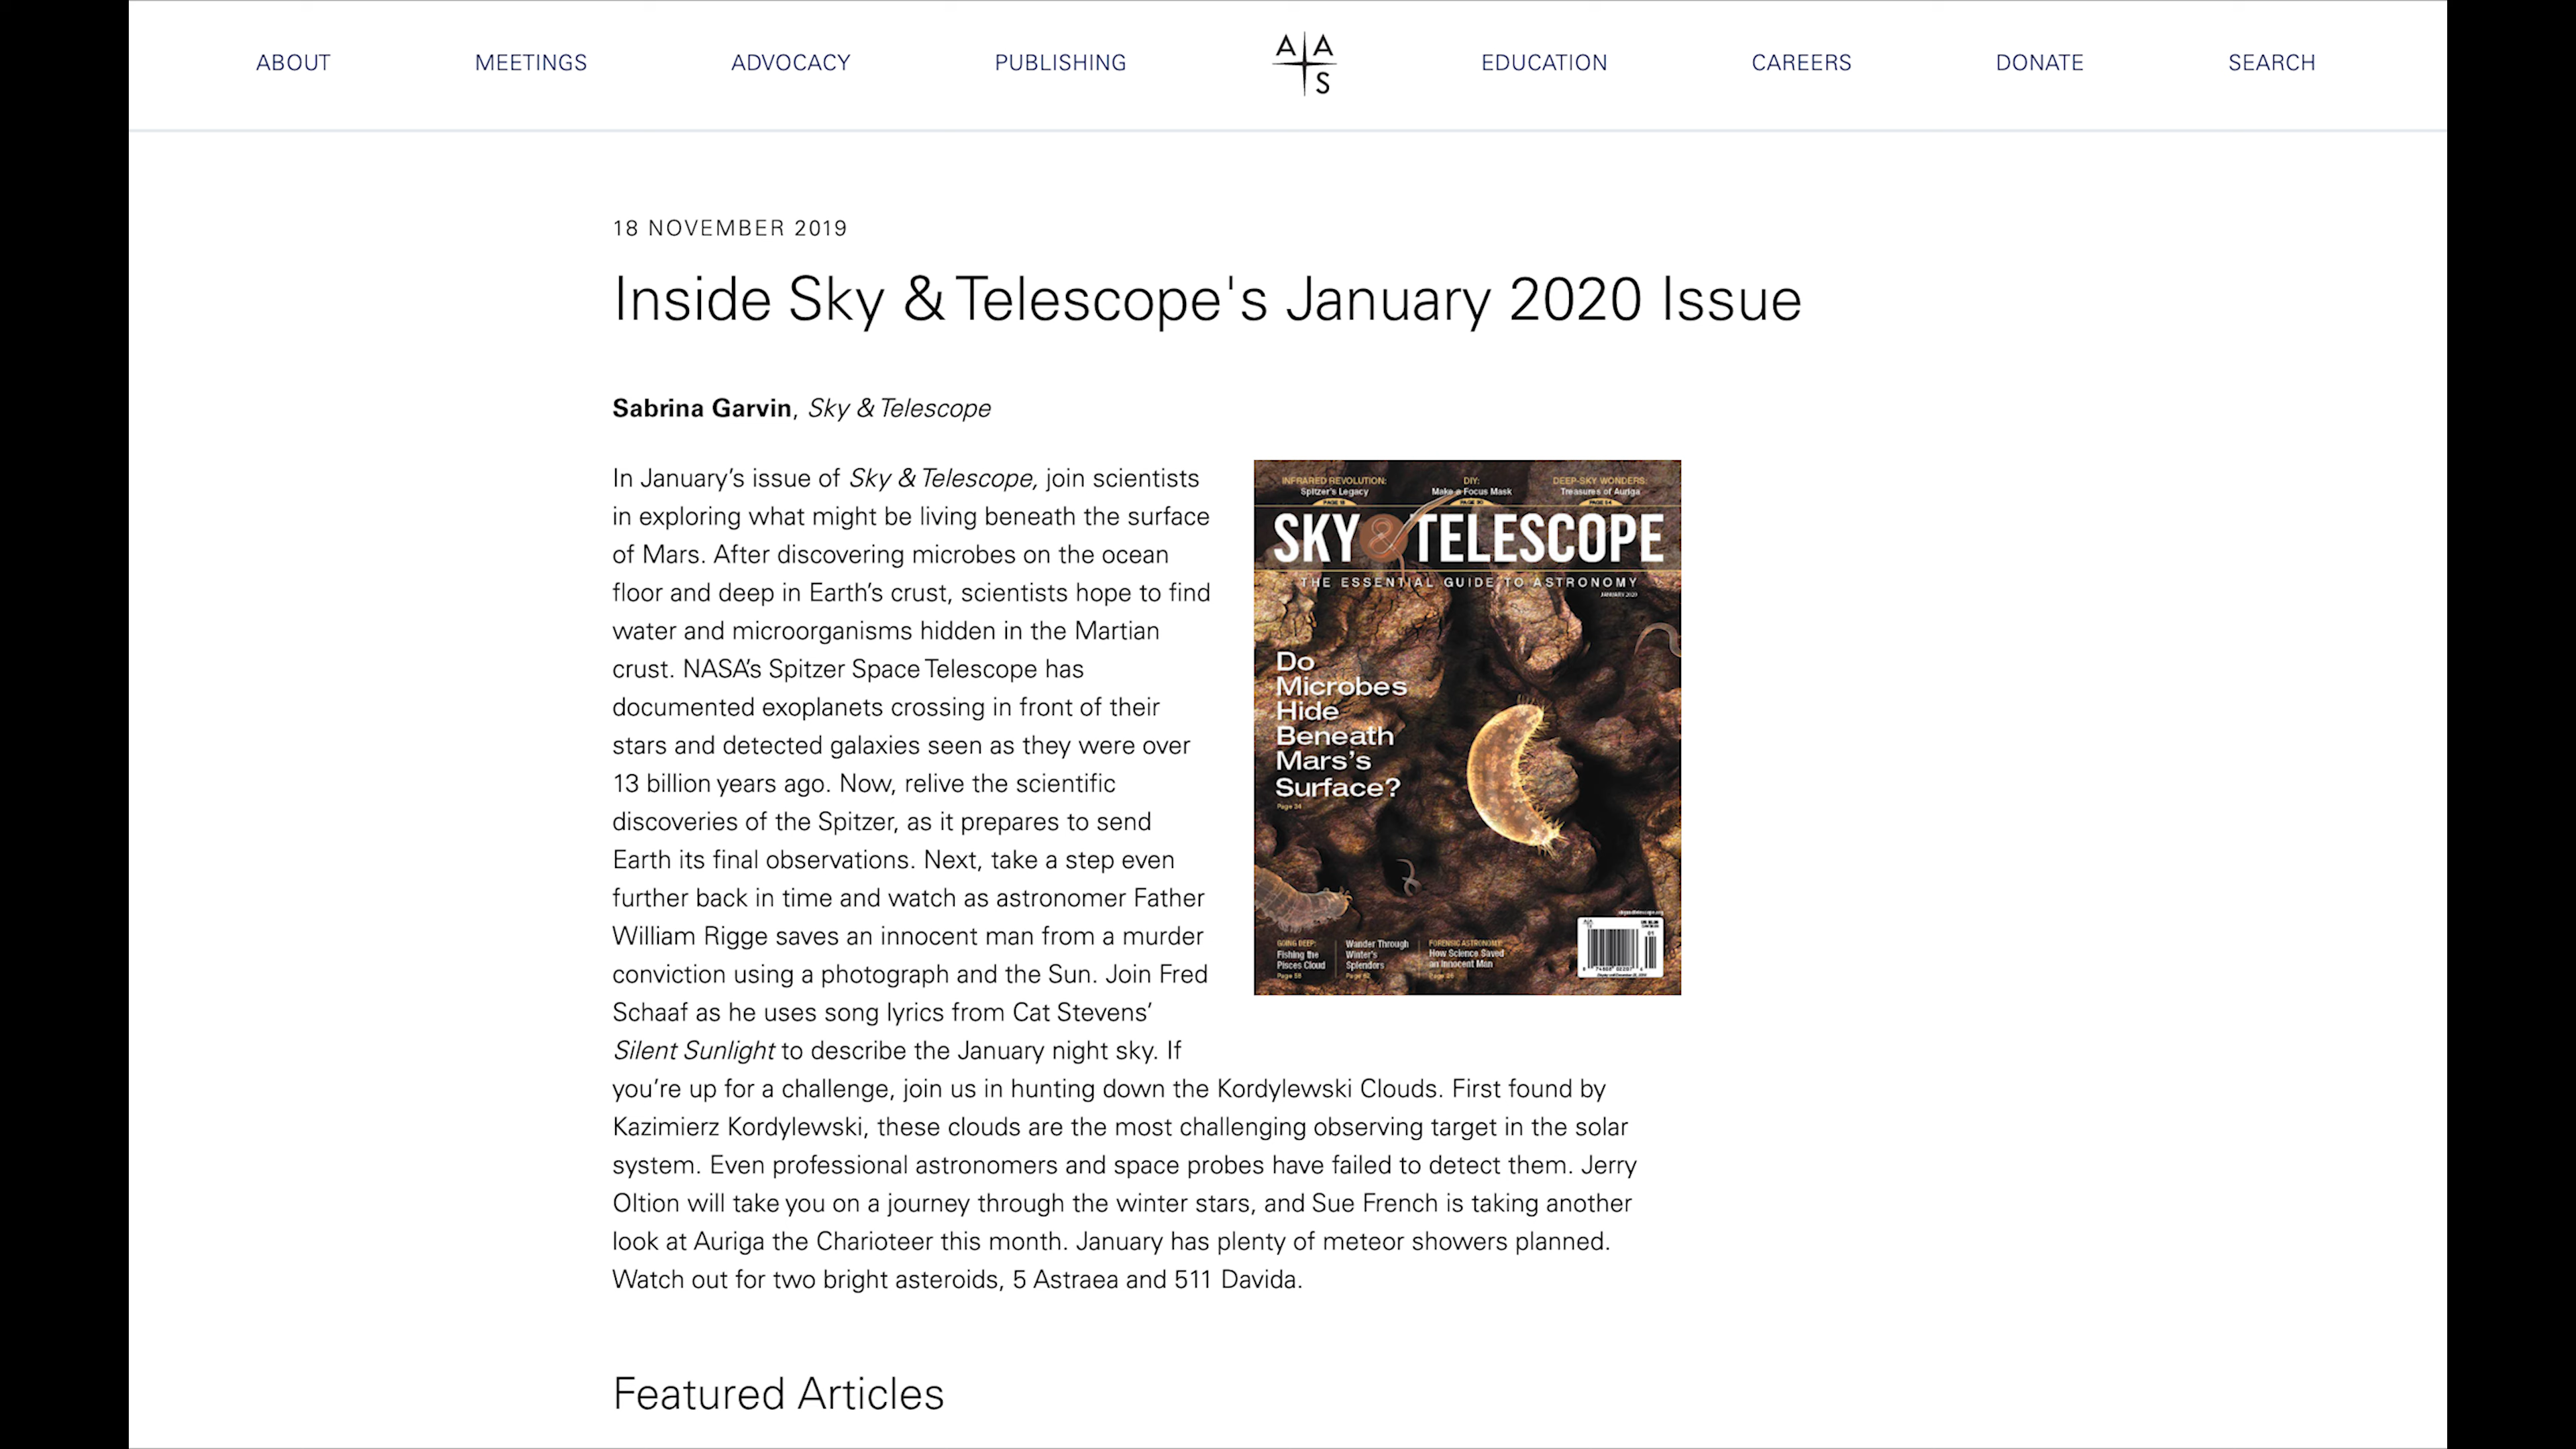 ABOUT
MEETINGS
ADVOCACY
PUBLISHING
A A
S
EDUCATION
CAREERS
DONATE
SEARCH
18 NOVEMBER 2019
Inside Sky & Telescope's January 2020 Issue
Sabrina Garvin, Sky & Telescope
In January’s issue of Sky & Telescope, join scientists
in exploring what might be living beneath the surface
of Mars. After discovering microbes on the ocean
floor and deep in Earth’s crust, scientists hope to find
water and microorganisms hidden in the Martian
crust. NASA’s Spitzer Space Telescope has
documented exoplanets crossing in front of their
stars and detected galaxies seen as they were over
13 billion years ago. Now, relive the scientific
discoveries of the Spitzer, as it prepares to send
Earth its final observations. Next, take a step even
further back in time and watch as astronomer Father
William Rigge saves an innocent man from a murder
conviction using a photograph and the Sun. Join Fred
Schaaf as he uses song lyrics from Cat Stevens’
Silent Sunlight to describe the January night sky. If
you’re up for a challenge, join us in hunting down the Kordylewski Clouds. First found by
Kazimierz Kordylewski, these clouds are the most challenging observing target in the solar
system. Even professional astronomers and space probes have failed to detect them. Jerry
Oltion will take you on a journey through the winter stars, and Sue French is taking another
look at Auriga the Charioteer this month. January has plenty of meteor showers planned.
Watch out for two bright asteroids, 5 Astraea and 511 Davida.
INFRARED REVOLUTION:
Spitzer's Legacy
DIY:
Make a Focus Mask
DEEP-SKY WONDERS:
Treasures of Auriga
SKY & TELESCOPE
THE ESSENTIAL GUIDE TO ASTRONOMY
JANUARY 2020
Do
Microbes
Hide
Beneath
Mars’s
Surface?
Page 34
GOING DEEP:
Fishing the
Pisces Cloud
Wander Through
Winter's
Splendors
FORENSIC ASTRONOMY:
How Science Saved
an Innocent Man
Featured Articles